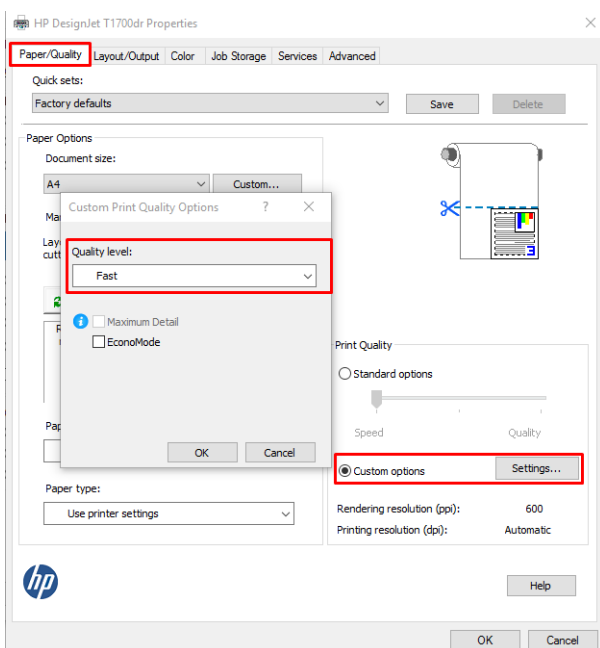 HP DesignJet T1700dr Properties
Paper/Quality Layout/Output Color Job Storage Services Advanced
Quick sets:
Factory defaults Save Delete
Paper Options
Document size:
A4 Custom...
Custom Print Quality Options ?
Quality level:
Fast
Maximum Detail
EconoMode
OK Cancel
3
Print Quality
Standard options
Speed Quality
Custom options Settings...
Paper type:
Use printer settings
Rendering resolution (ppi): 600
Printing resolution (dpi): Automatic
hp
Help
OK Cancel